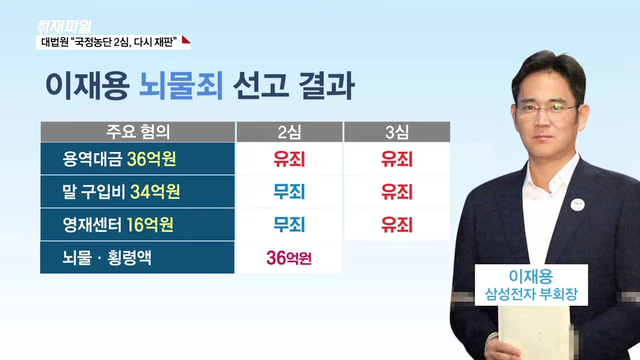 취재파일
대법원 "국정농단 2심, 다시 재판"
이재용 뇌물죄 선고 결과
주요 혐의 2심 3심
용역대금 36억원 유죄 유죄
말 구입비 34억원 무죄 유죄
영재센터 16억원 무죄 유죄
뇌물·횡령액 36억원
이재용
삼성전자 부회장